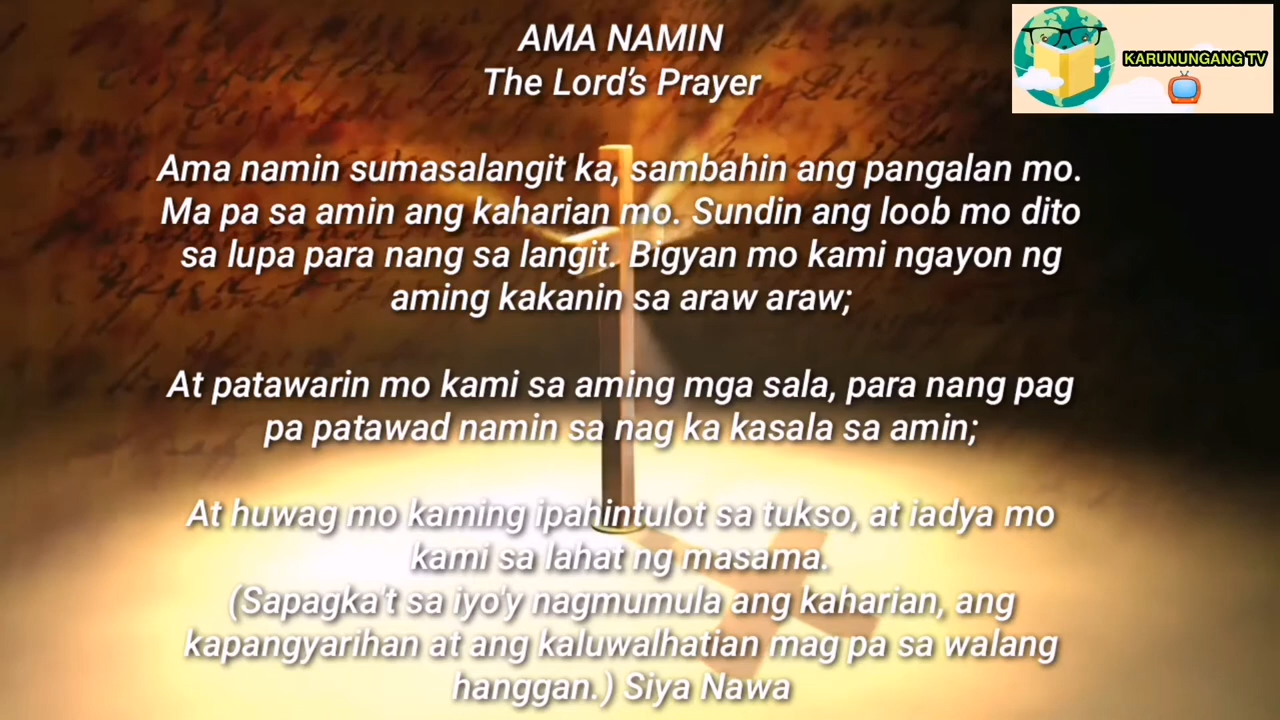 AMA NAMIN
The Lord's Prayer
KARUNUNGANG TV
Ama namin sumasalangit ka, sambahin ang pangalan mo.
Ma pa sa amin ang kaharian mo. Sundin ang loob mo dito
sa lupa para nang sa langit. Bigyan mo kami ngayon ng
aming kakanin sa araw araw;
At patawarin mo kami sa aming mga sala, para nang pag
pa patawad namin sa nag ka kasala sa amin;
At huwag mo kaming ipahintulot sa tukso, at iadya mo
kami sa lahat ng masama.
(Sapagka't sa iyo'y nagmumula ang kaharian, ang
kapangyarihan at ang kaluwalhatian mag pa sa walang
hanggan.) Siya Nawa